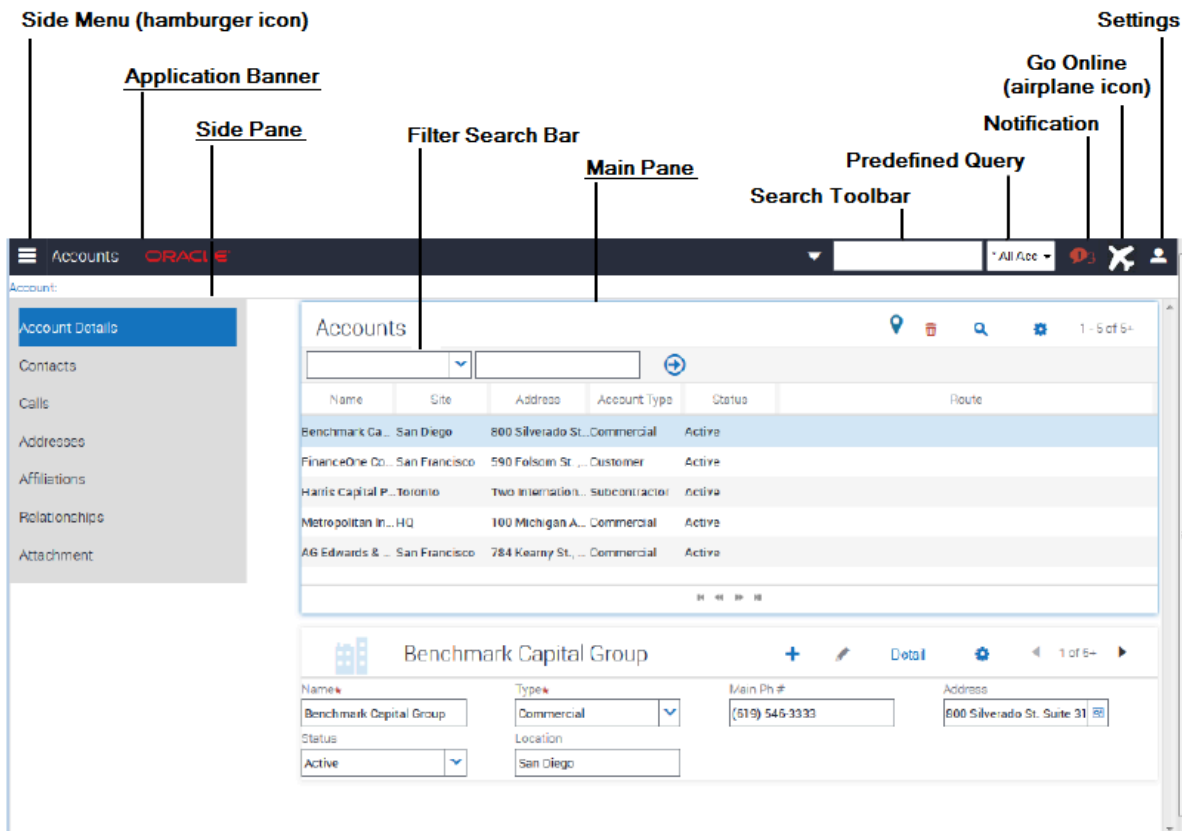 Side Menu (hamburger icon)
Settings
Application Banner
Go Online
(airplane icon)
Side Pane
Filter Search Bar
Notification
Main Pane
Predefined Query
Search Toolbar
Accounts ORACLE
* All Acc
3
Account:
Account Details
Contacts
Calls
Addresses
Affiliations
Relationships
Attachment
Accounts 1 - 5 of 5+
Name Site Address Account Type Status Route
Benchmark Ca... San Diego 800 Silverado St... Commercial Active
FinanceOne Co... San Francisco 590 Folsom St. ,... Customer Active
Harris Capital P... Toronto Two Internation... Subcontractor Active
Metropolitan In... HQ 100 Michigan A... Commercial Active
AG Edwards & ... San Francisco 784 Kearny St., ... Commercial Active
Benchmark Capital Group Detail 1 of 5+
Name* Type* Main Ph # Address
Benchmark Capital Group Commercial (619) 546-3333 800 Silverado St. Suite 31
Status Location
Active San Diego